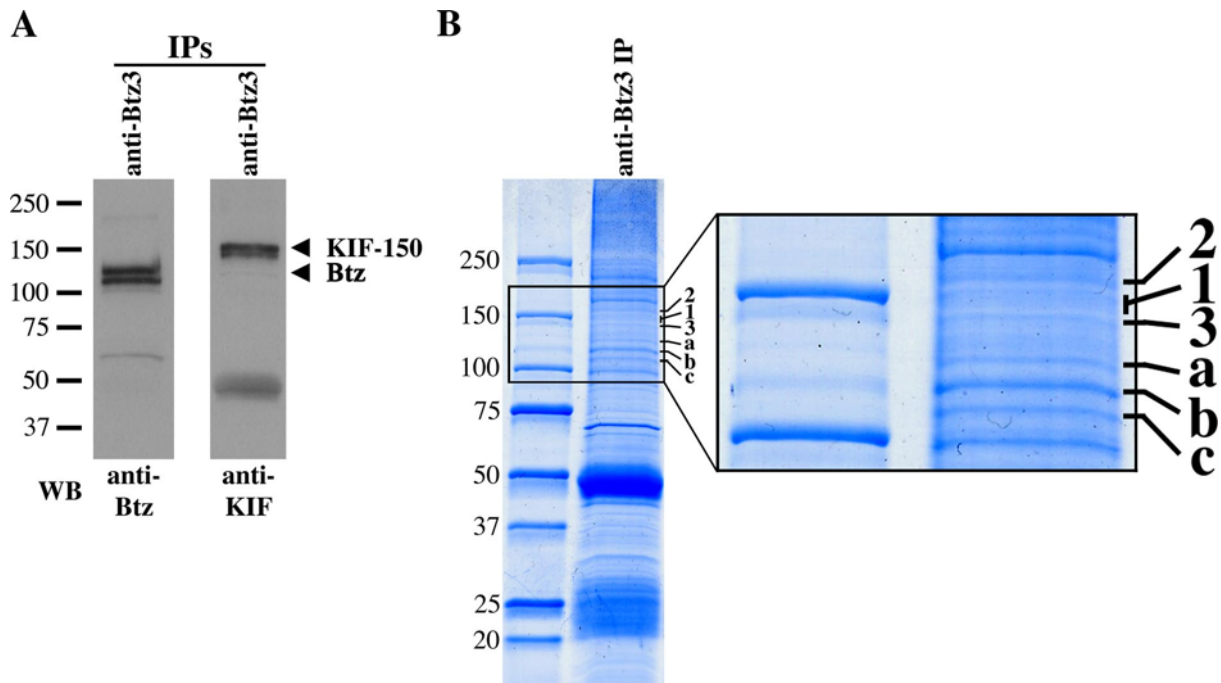 A
IPs
anti-Btz3
anti-Btz3
250
150
100
75
50
37
KIF-150
Btz
WB
anti-
Btz
anti-
KIF
B
anti-Btz3 IP
250
150
100
75
50
37
25
20
2
1
3
a
b
c
2
1
3
a
b
c